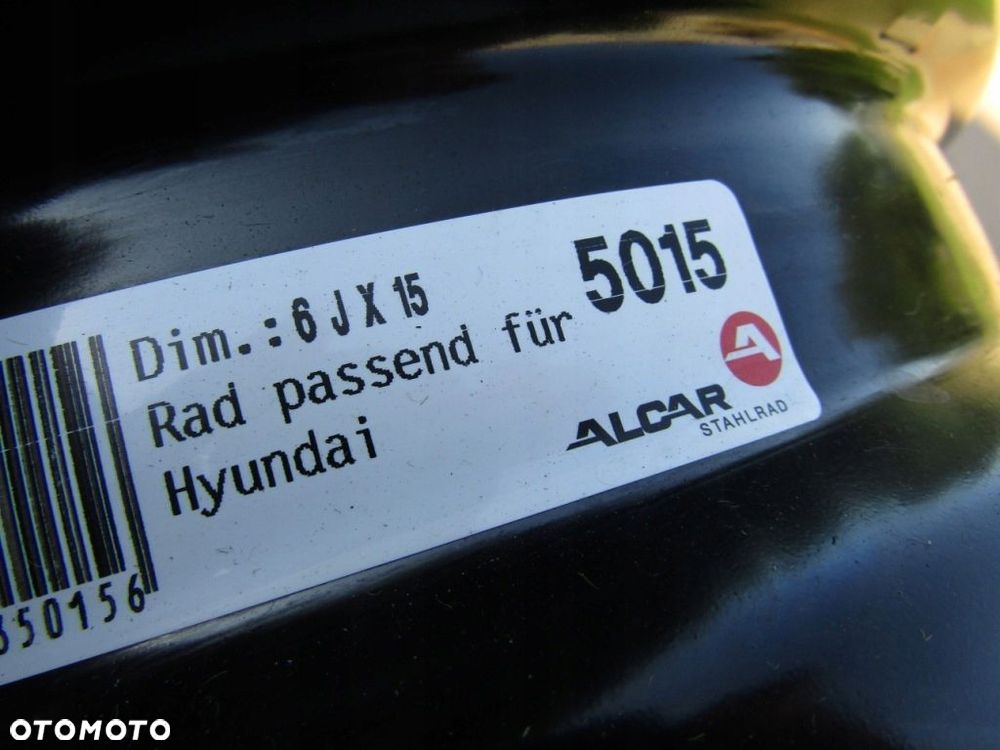 Dim.:6 J X 15
5015
Rad passend für
Hyundai
A
ALCAR
STAHLRAD
350156
OTOMOTO